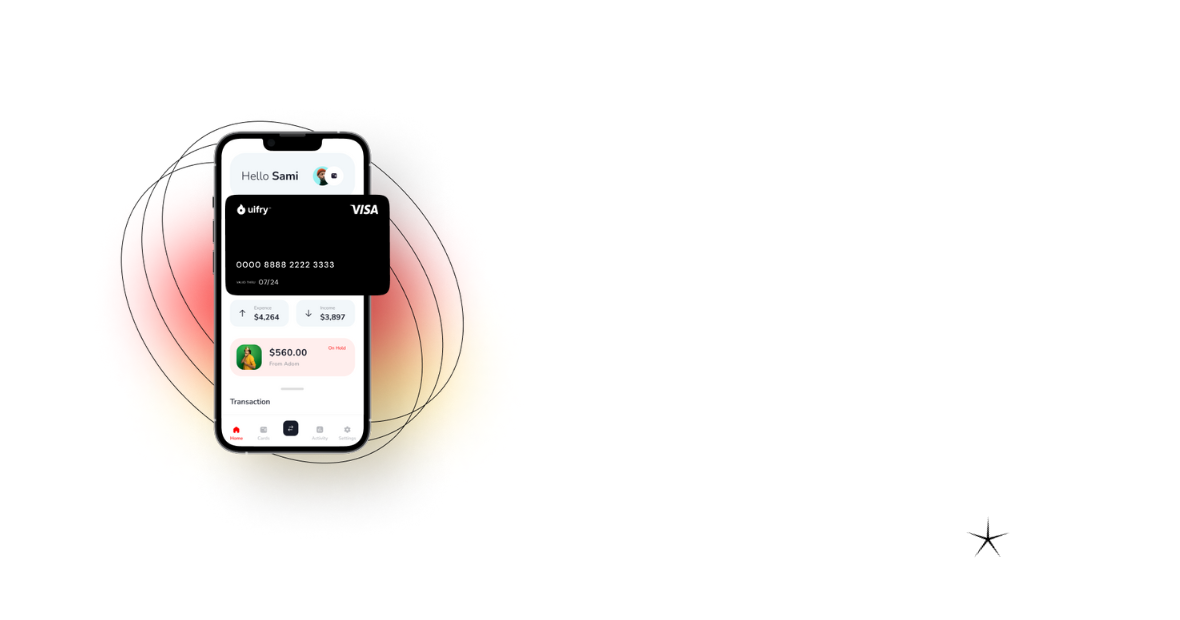 Hello Sami
uifry
VISA
0000 8888 2222 3333
VALID THRU 07/24
Expense
$4,264
Income
$3,897
$560.00
On Hold
From Adam
Transaction
Home
Cards
Activity
Settings